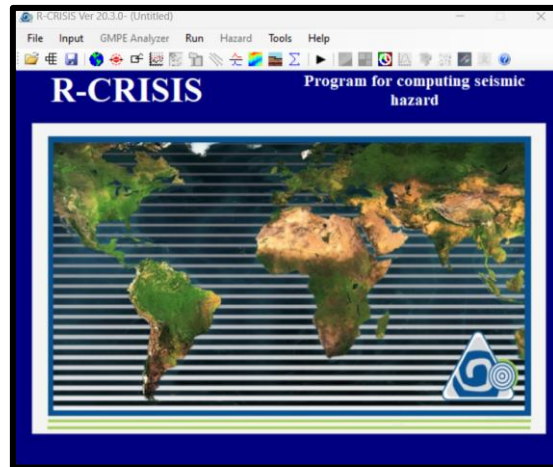 R-CRISIS Ver 20.3.0- (Untitled)
File Input GMPE Analyzer Run Hazard Tools Help
R-CRISIS
Program for computing seismic
hazard